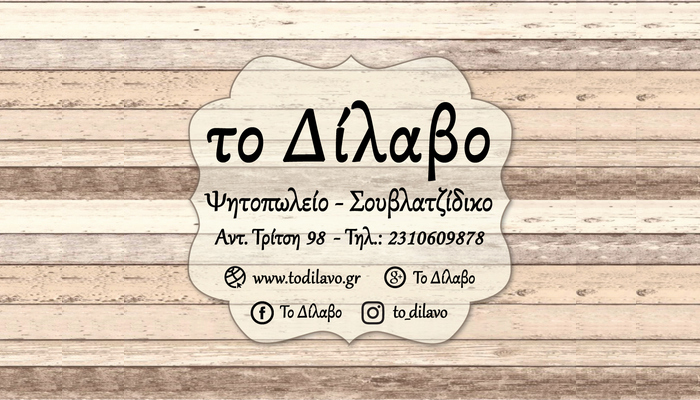 το Δίλαβο
Ψητοπωλείο - Σουβλατζίδικο
Αντ. Τρίτση 98 - Τηλ.: 2310609878
www.todilavo.gr g+ Το Δίλαβο
f Το Δίλαβο to_dilavo